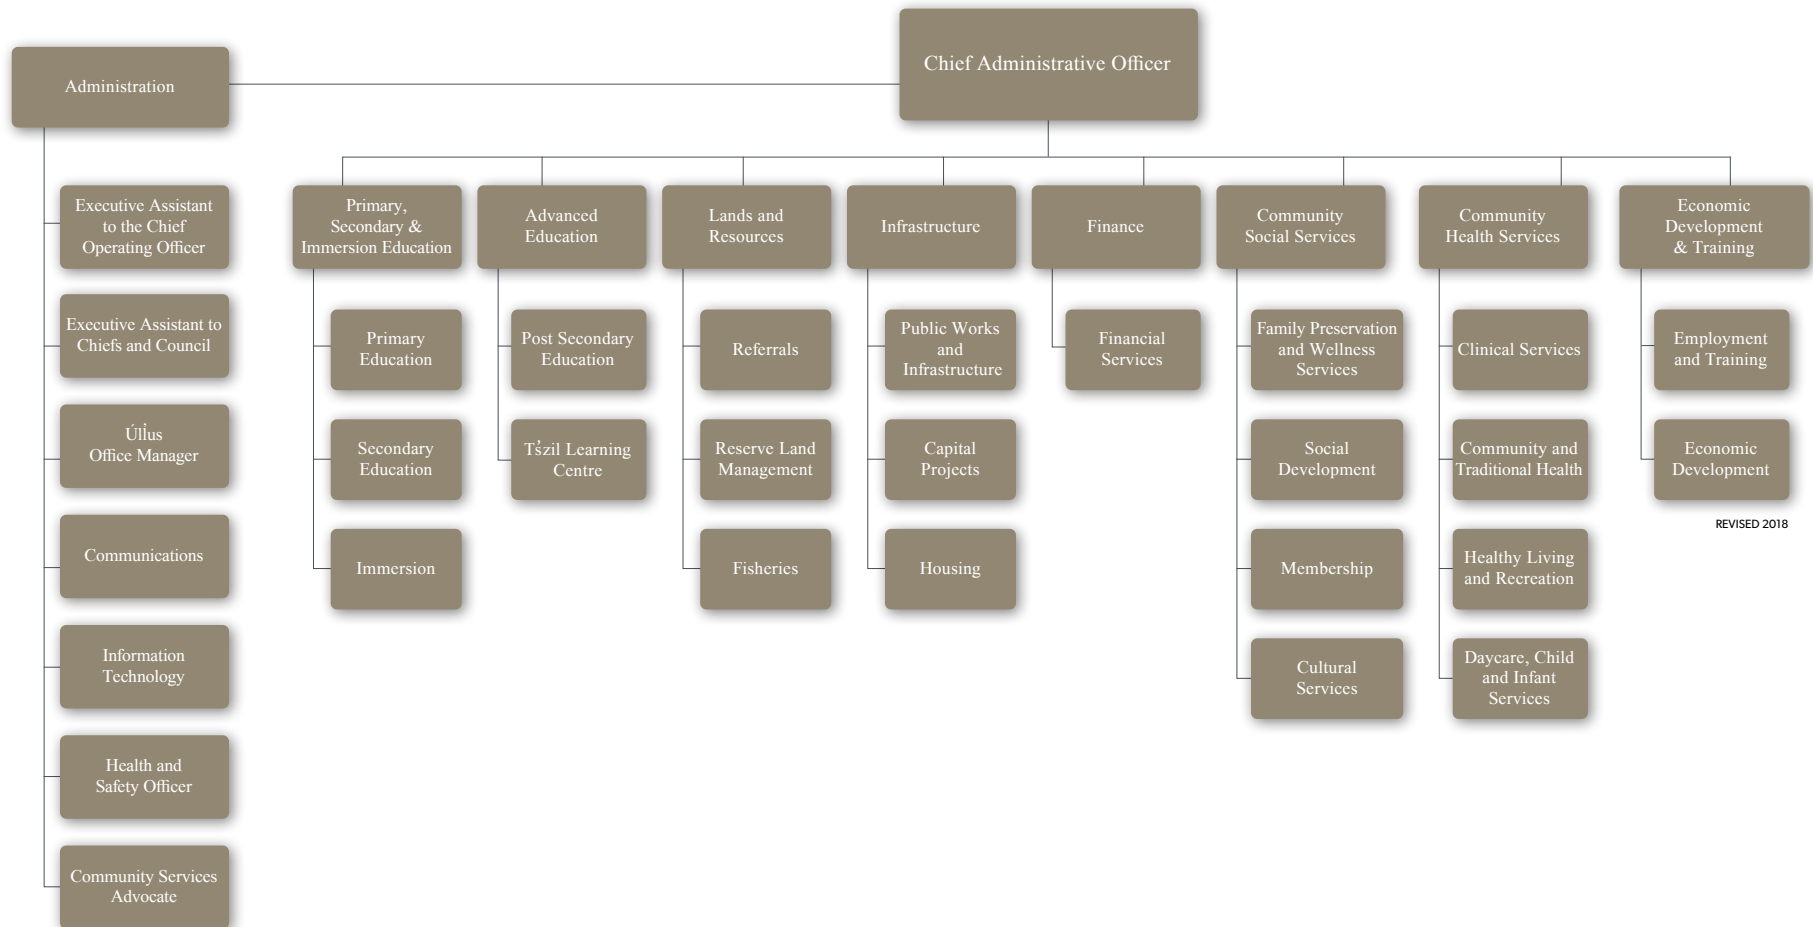 Chief Administrative Officer
Administration
Executive Assistant
to the Chief
Operating Officer
Executive Assistant to
Chiefs and Council
Úl̓l̓us
Office Manager
Communications
Information
Technology
Health and
Safety Officer
Community Services
Advocate
Primary,
Secondary &
Immersion Education
Primary
Education
Secondary
Education
Immersion
Advanced
Education
Post Secondary
Education
Ts̓zil Learning
Centre
Lands and
Resources
Referrals
Reserve Land
Management
Fisheries
Infrastructure
Public Works
and
Infrastructure
Capital
Projects
Housing
Finance
Financial
Services
Community
Social Services
Family Preservation
and Wellness
Services
Social
Development
Membership
Cultural
Services
Community
Health Services
Clinical Services
Community and
Traditional Health
Healthy Living
and Recreation
Daycare, Child
and Infant
Services
Economic
Development
& Training
Employment
and Training
Economic
Development
REVISED 2018